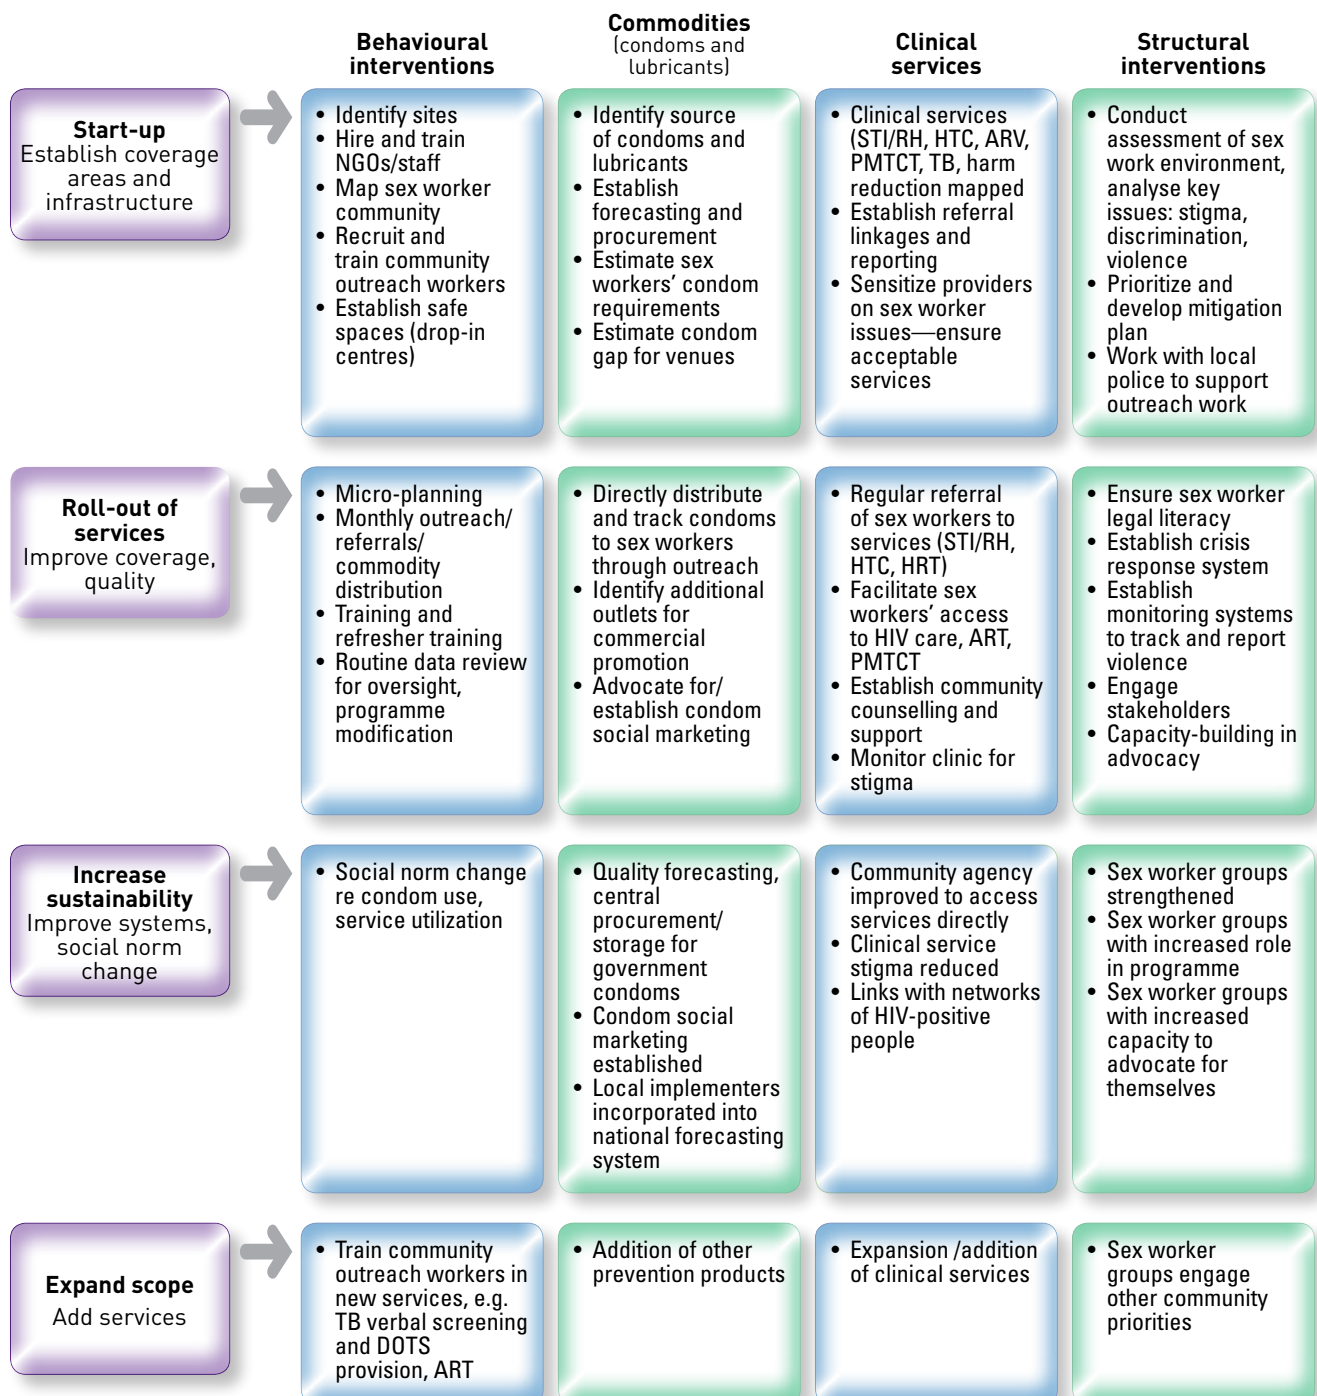 Behavioural
interventions
Commodities
(condoms and
lubricants)
Clinical
services
Structural
interventions
Start-up
Establish coverage
areas and
infrastructure
• Identify sites
• Hire and train
NGOs/staff
• Map sex worker
community
• Recruit and
train community
outreach workers
• Establish safe
spaces (drop-in
centres)
• Identify source
of condoms and
lubricants
• Establish
forecasting and
procurement
• Estimate sex
workers’ condom
requirements
• Estimate condom
gap for venues
• Clinical services
(STI/RH, HTC, ARV,
PMTCT, TB, harm
reduction mapped
• Establish referral
linkages and
reporting
• Sensitize providers
on sex worker
issues—ensure
acceptable
services
• Conduct
assessment of sex
work environment,
analyse key
issues: stigma,
discrimination,
violence
• Prioritize and
develop mitigation
plan
• Work with local
police to support
outreach work
Roll-out of
services
Improve coverage,
quality
• Micro-planning
• Monthly outreach/
referrals/
commodity
distribution
• Training and
refresher training
• Routine data review
for oversight,
programme
modification
• Directly distribute
and track condoms
to sex workers
through outreach
• Identify additional
outlets for
commercial
promotion
• Advocate for/
establish condom
social marketing
• Regular referral
of sex workers to
services (STI/RH,
HTC, HRT)
• Facilitate sex
workers’ access
to HIV care, ART,
PMTCT
• Establish community
counselling and
support
• Monitor clinic for
stigma
• Ensure sex worker
legal literacy
• Establish crisis
response system
• Establish
monitoring systems
to track and report
violence
• Engage
stakeholders
• Capacity-building in
advocacy
Increase
sustainability
Improve systems,
social norm
change
• Social norm change
re condom use,
service utilization
• Quality forecasting,
central
procurement/
storage for
government
condoms
• Condom social
marketing
established
• Local implementers
incorporated into
national forecasting
system
• Community agency
improved to access
services directly
• Clinical service
stigma reduced
• Links with networks
of HIV-positive
people
• Sex worker groups
strengthened
• Sex worker groups
with increased role
in programme
• Sex worker groups
with increased
capacity to
advocate for
themselves
Expand scope
Add services
• Train community
outreach workers in
new services, e.g.
TB verbal screening
and DOTS
provision, ART
• Addition of other
prevention products
• Expansion /addition
of clinical services
• Sex worker
groups engage
other community
priorities